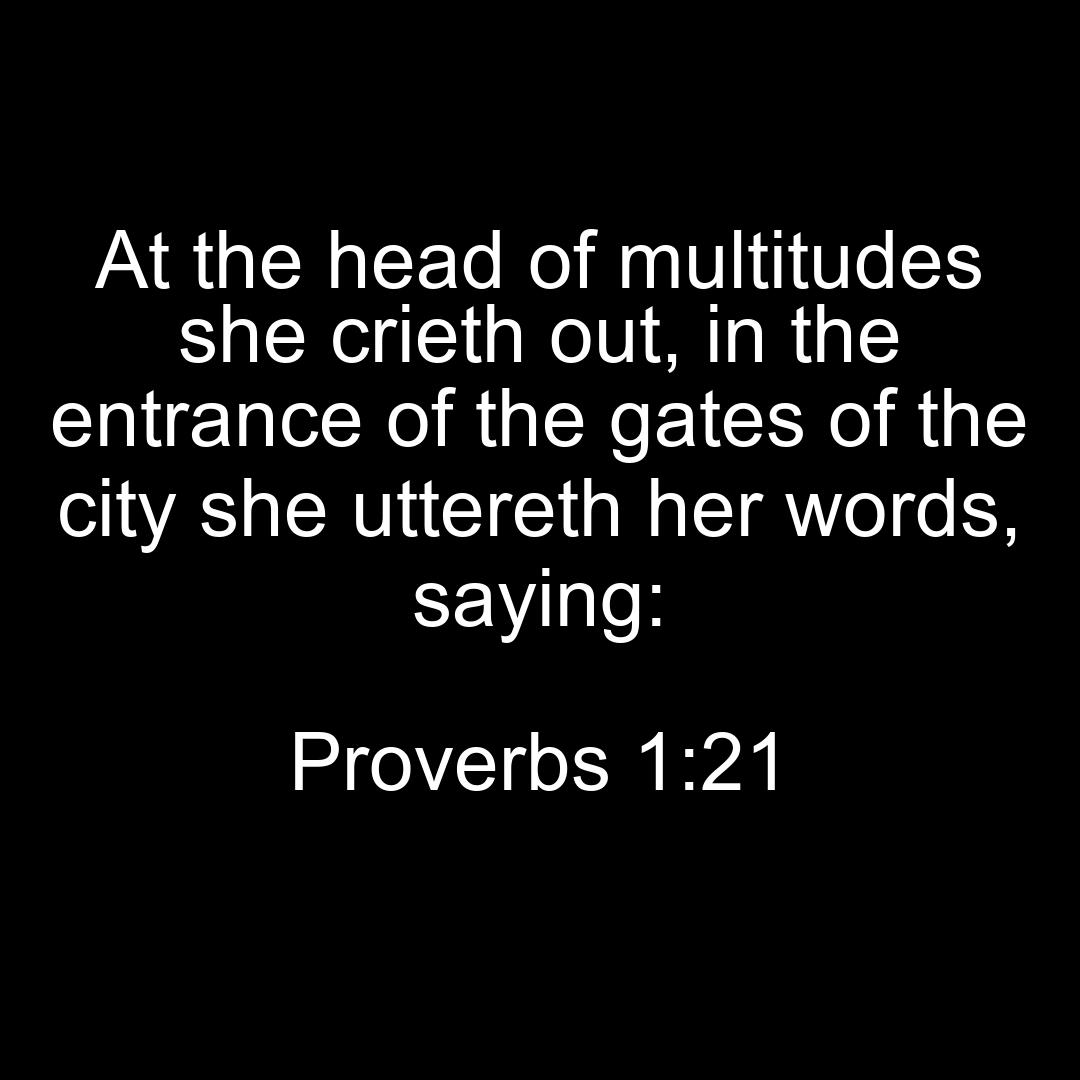 At the head of multitudes
she crieth out, in the
entrance of the gates of the
city she uttereth her words,
saying:
Proverbs 1:21